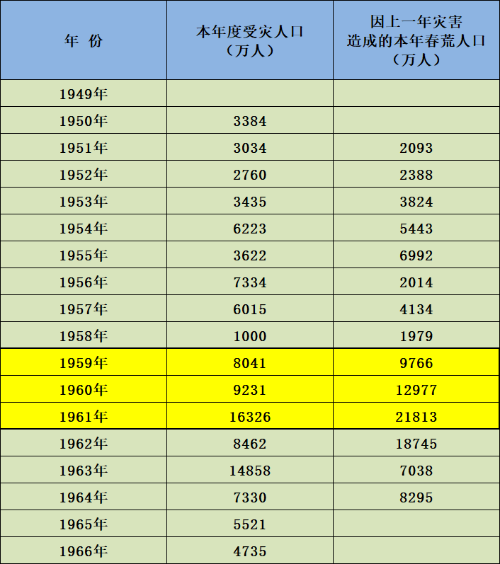 年 份 本年度受灾人口 因上一年灾害
（万人） 造成的本年春荒人口
（万人）
1949年
1950年 3384
1951年 3034 2093
1952年 2760 2388
1953年 3435 3824
1954年 6223 5443
1955年 3622 6992
1956年 7334 2014
1957年 6015 4134
1958年 1000 1979
1959年 8041 9766
1960年 9231 12977
1961年 16326 21813
1962年 8462 18745
1963年 14858 7038
1964年 7330 8295
1965年 5521
1966年 4735